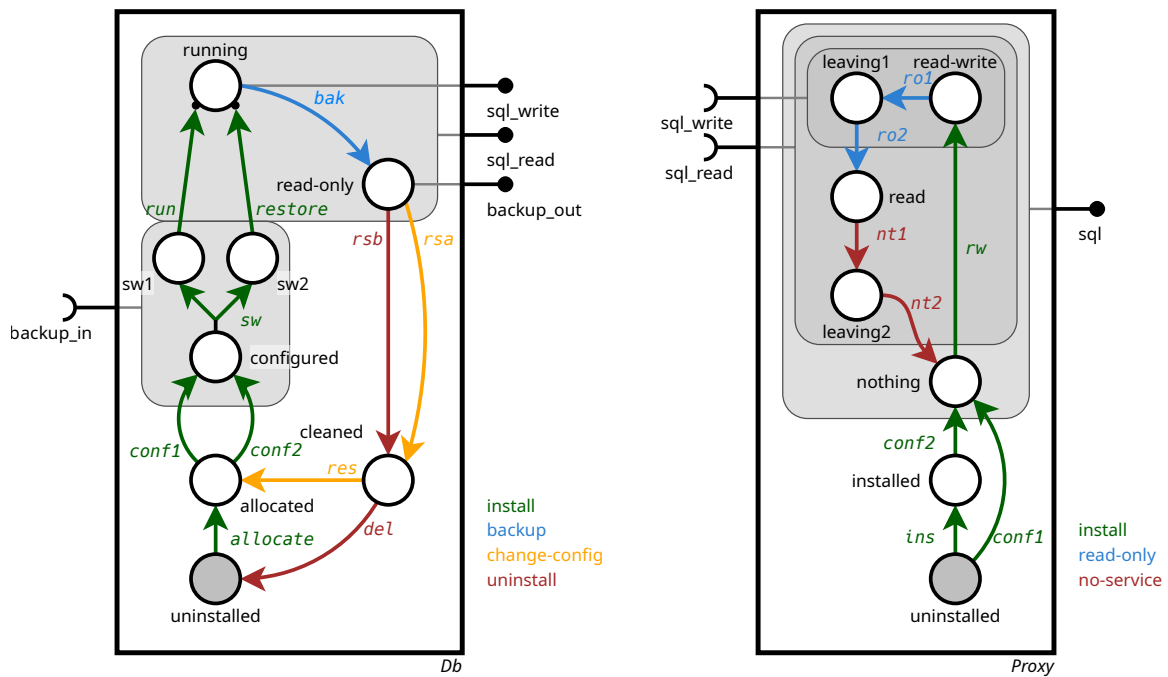 running
bak
sql_write
sql_read
read-only
backup_out
run
restore
rsb
rsa
sw1
sw2
backup_in
sw
configured
cleaned
conf1
conf2
res
allocated
del
allocate
uninstalled
install
backup
change-config
uninstall
Db
leaving1
read-write
ro1
sql_write
ro2
sql_read
read
nt1
sql
rw
nt2
leaving2
nothing
conf2
installed
ins
conf1
uninstalled
install
read-only
no-service
Proxy